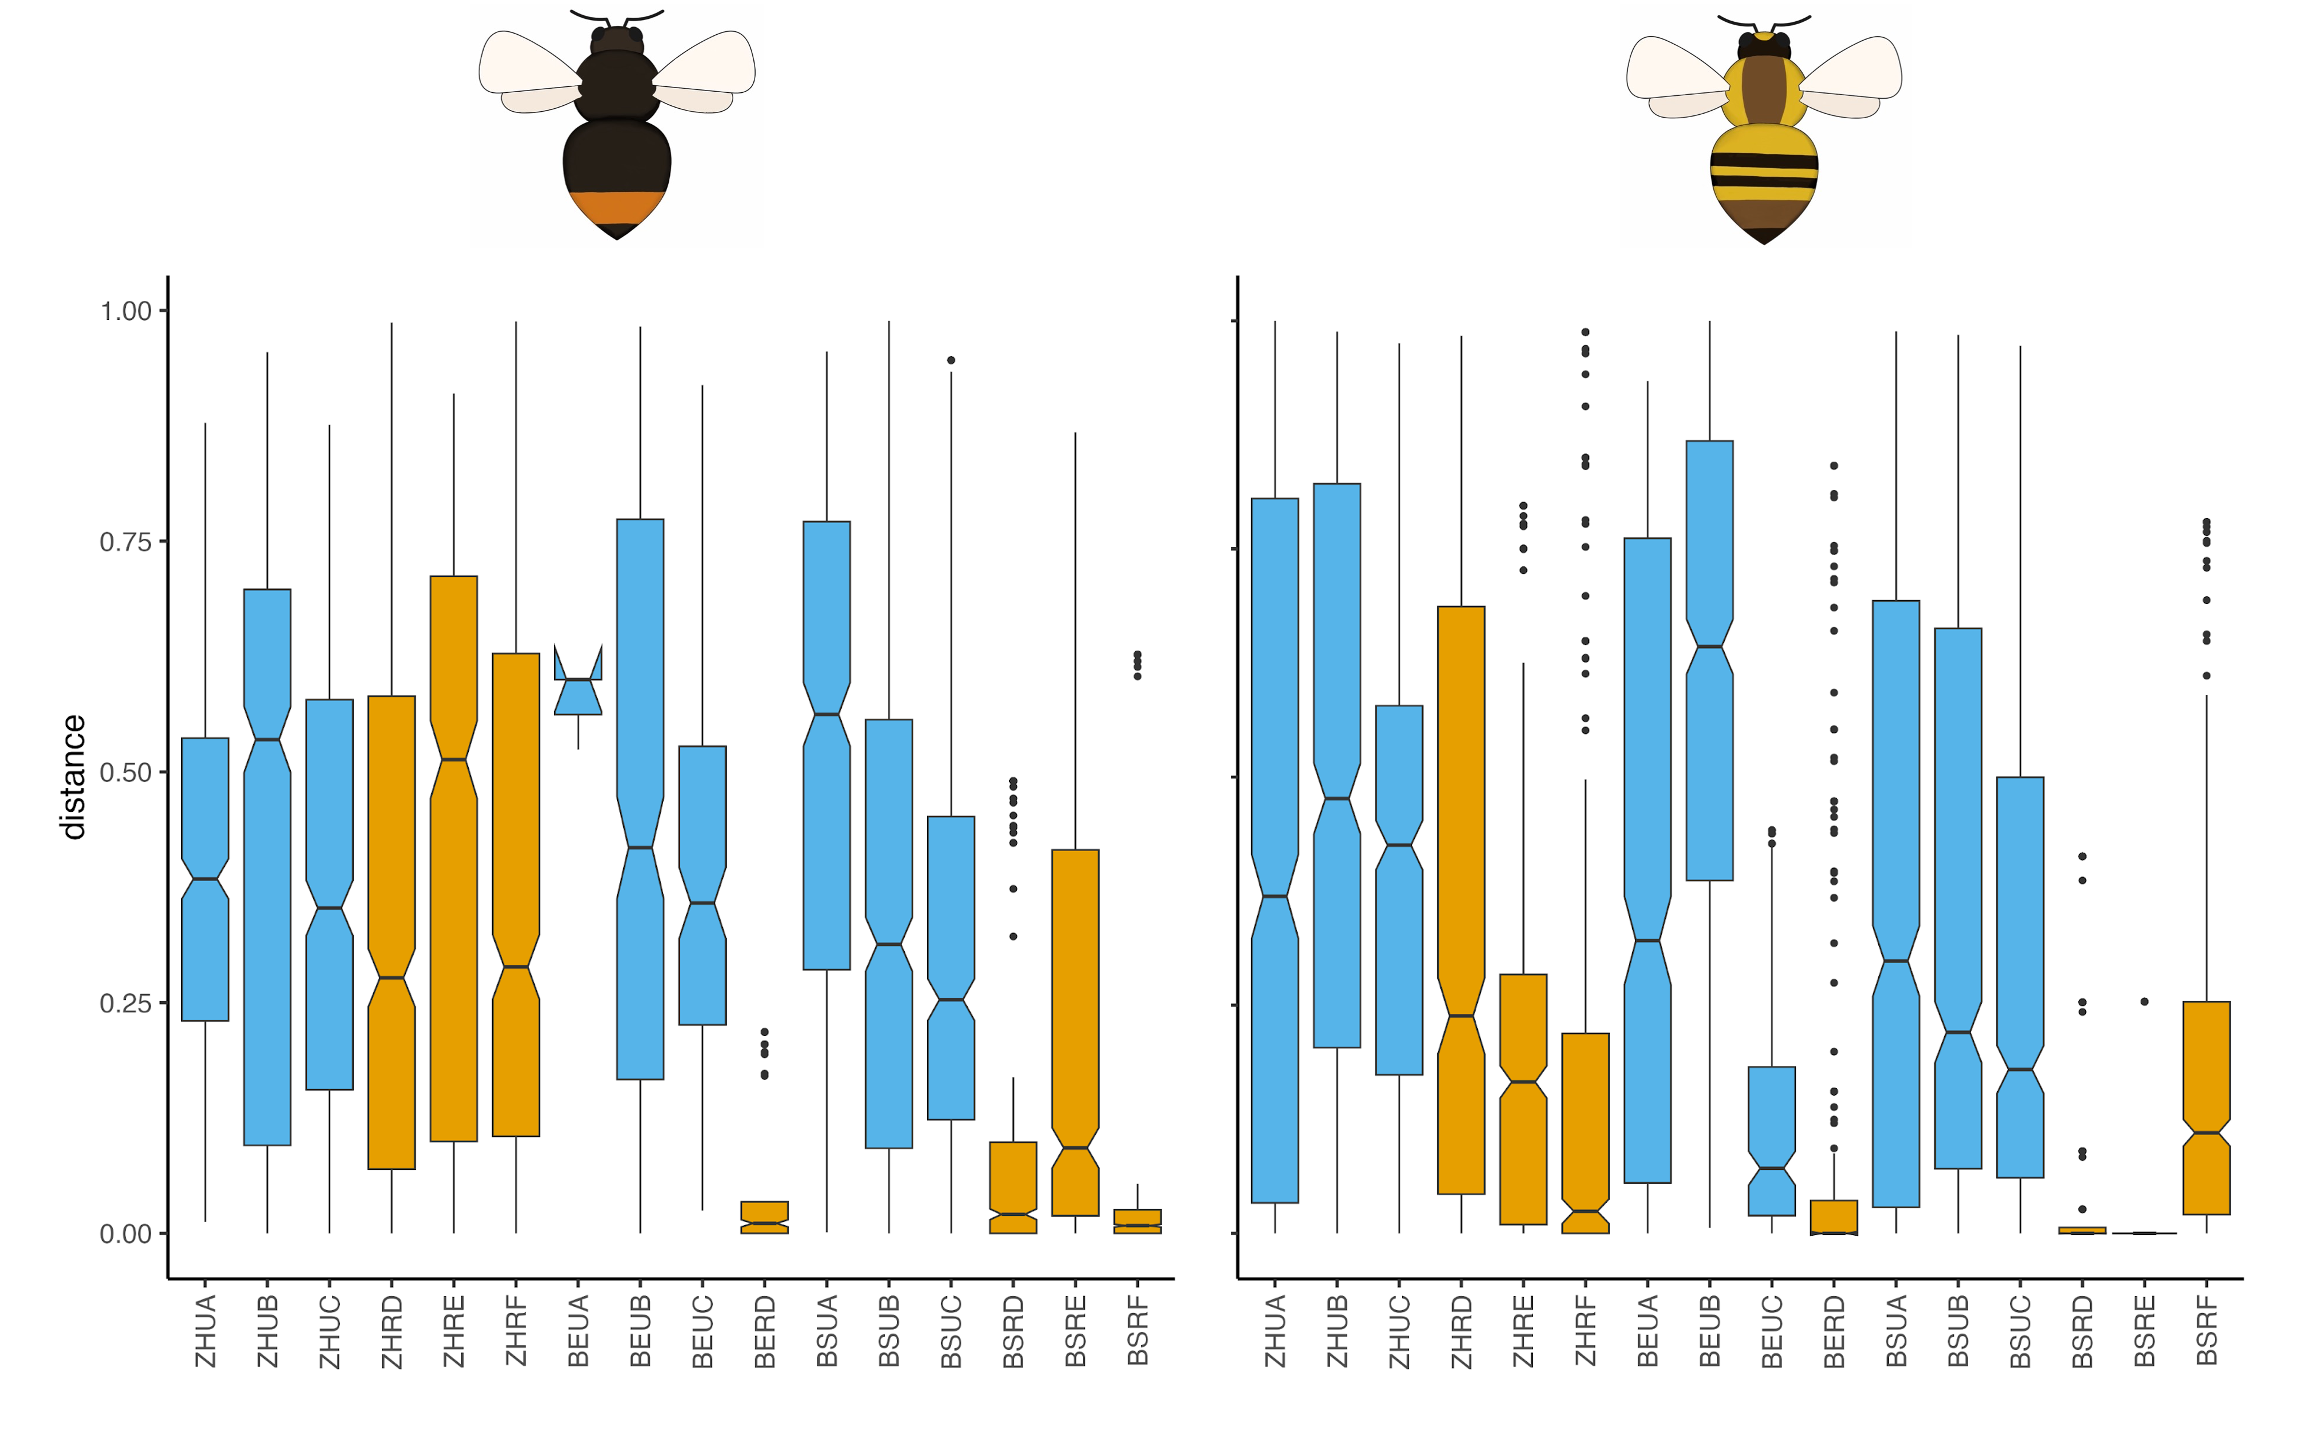 distance
1.00
0.75
0.50
0.25
0.00
ZHUA ZHUB ZHUC ZHRD ZHRE ZHRF BEUA BEUB BEUC BERD BSUA BSUB BSUC BSRD BSRE BSRF
ZHUA ZHUB ZHUC ZHRD ZHRE ZHRF BEUA BEUB BEUC BERD BSUA BSUB BSUC BSRD BSRE BSRF